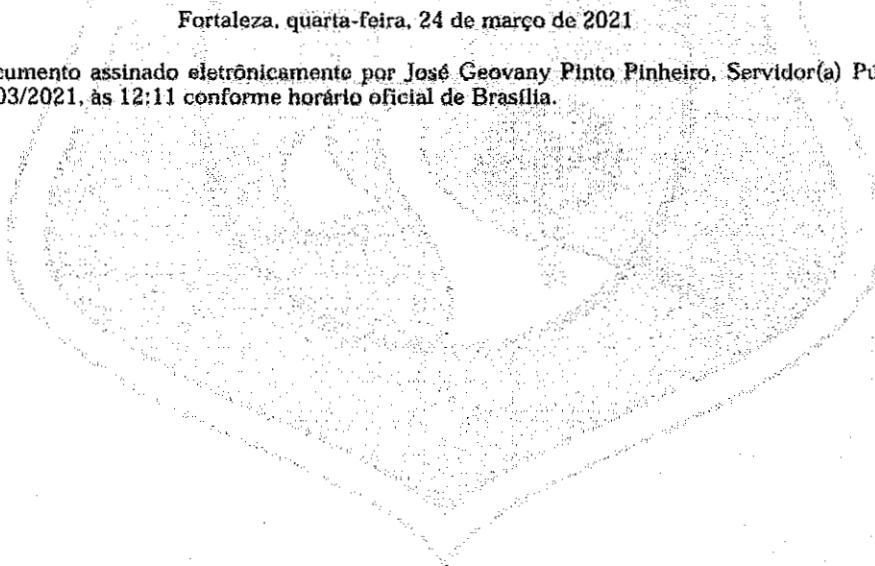 Fortaleza, quarta-feira, 24 de março de 2021
cumento assinado eletrônicamente por José Geovany Pinto Pinheiro, Servidor(a) Pú
03/2021, às 12:11 conforme horário oficial de Brasília.